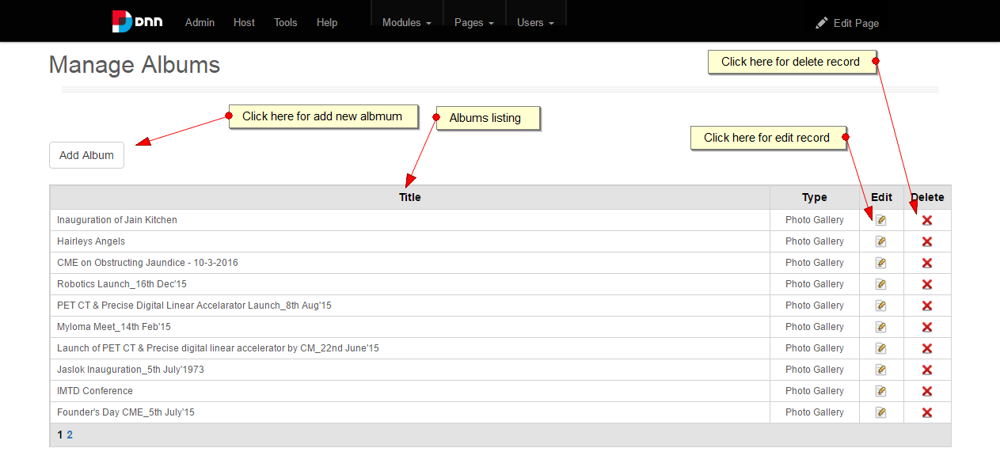 DNN Admin Host Tools Help Modules Pages Users Edit Page
Manage Albums
Click here for delete record
Click here for add new albmum
Albums listing
Click here for edit record
Add Album
Title Type Edit Delete
Inauguration of Jain Kitchen Photo Gallery
Hairleys Angels Photo Gallery
CME on Obstructing Jaundice - 10-3-2016 Photo Gallery
Robotics Launch_16th Dec'15 Photo Gallery
PET CT & Precise Digital Linear Accelarator Launch_8th Aug'15 Photo Gallery
Myloma Meet_14th Feb'15 Photo Gallery
Launch of PET CT & Precise digital linear accelerator by CM_22nd June'15 Photo Gallery
Jaslok Inauguration_5th July'1973 Photo Gallery
IMTD Conference Photo Gallery
Founder's Day CME_5th July'15 Photo Gallery
1 2